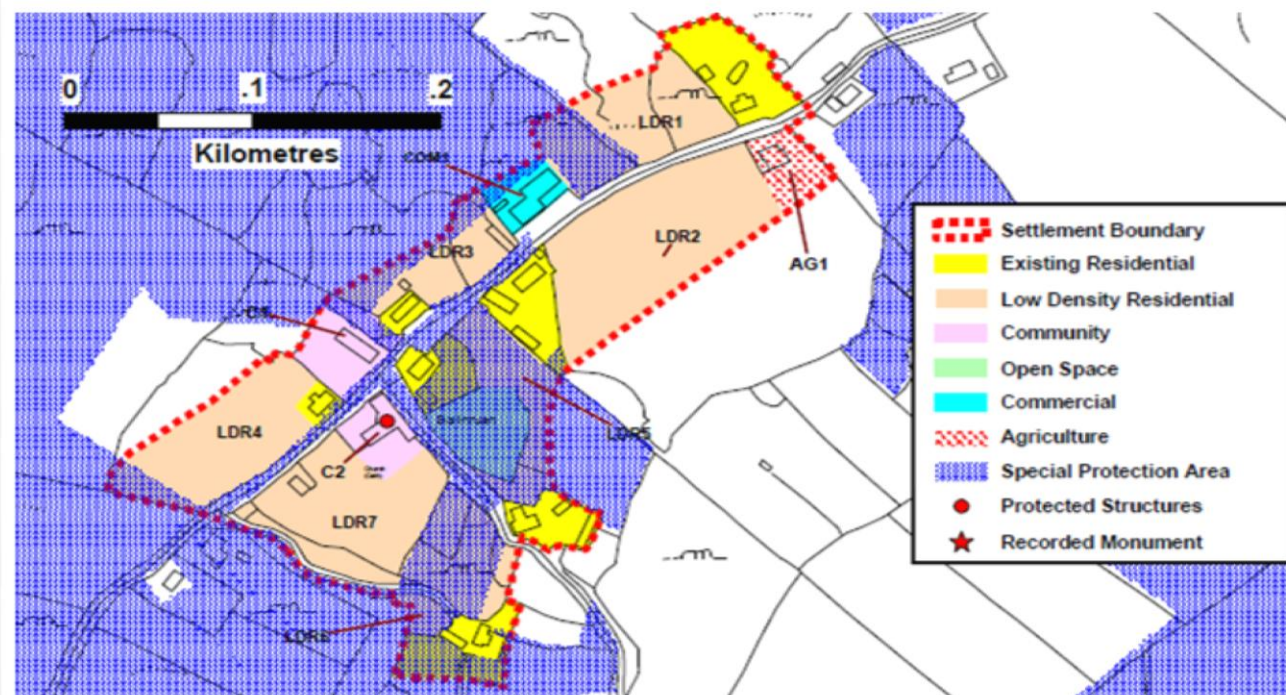 0 .1 .2
Kilometres
LDR1
COM1
LDR2
LDR3
AG1
C1
LDR4
LDR5
C2
LDR7
LDR6
Settlement Boundary
Existing Residential
Low Density Residential
Community
Open Space
Commercial
Agriculture
Special Protection Area
Protected Structures
Recorded Monument